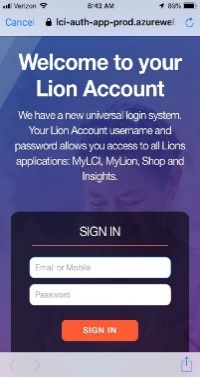 Verizon 8:43 AM 89%
Cancel lci-auth-app-prod.azurewe
Welcome to your
Lion Account
We have a new universal login system.
Your Lion Account username and
password allows you access to all Lions
applications: MyLCI, MyLion, Shop and
Insights.
SIGN IN
Email or Mobile
Password
SIGN IN